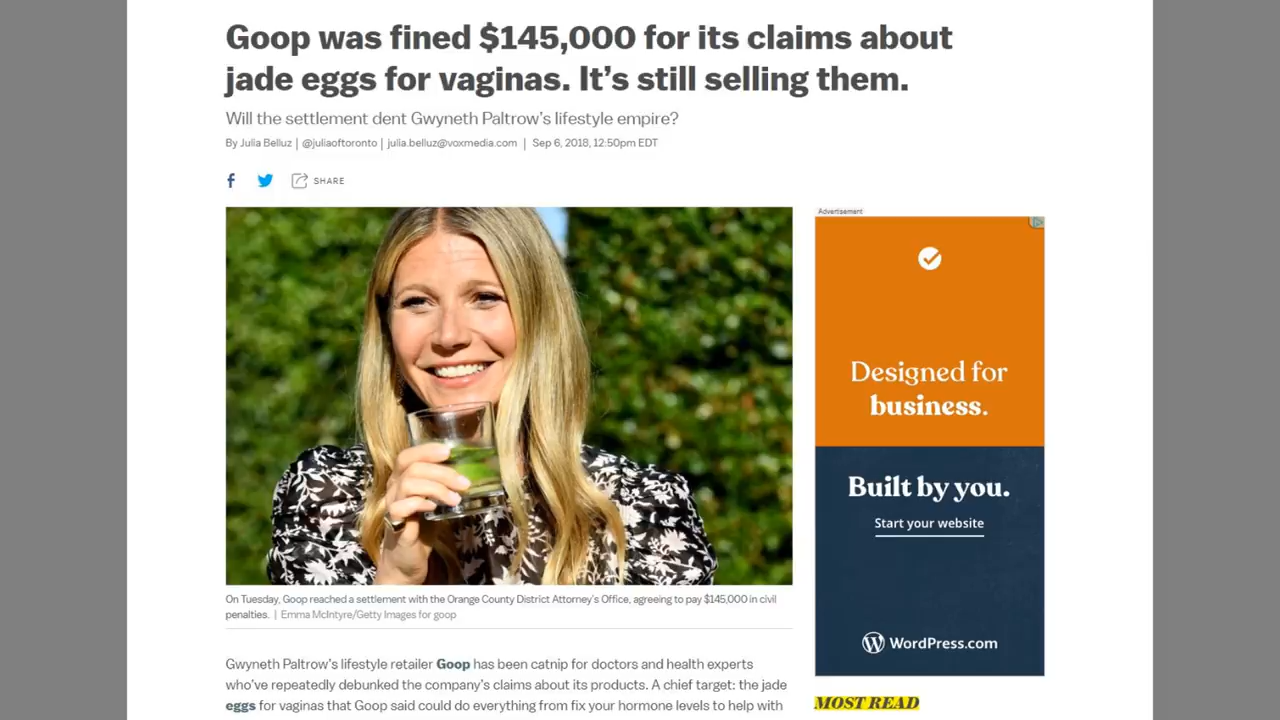 Goop was fined $145,000 for its claims about
jade eggs for vaginas. It’s still selling them.
Will the settlement dent Gwyneth Paltrow’s lifestyle empire?
By Julia Belluz | @juliaoftoronto | julia.belluz@voxmedia.com | Sep 6, 2018, 12:50pm EDT
SHARE
On Tuesday, Goop reached a settlement with the Orange County District Attorney’s Office, agreeing to pay $145,000 in civil
penalties. | Emma McIntyre/Getty Images for goop
Gwyneth Paltrow’s lifestyle retailer Goop has been catnip for doctors and health experts
who’ve repeatedly debunked the company’s claims about its products. A chief target: the jade
eggs for vaginas that Goop said could do everything from fix your hormone levels to help with
Advertisement
Designed for
business.
Built by you.
Start your website
WordPress.com
MOST READ